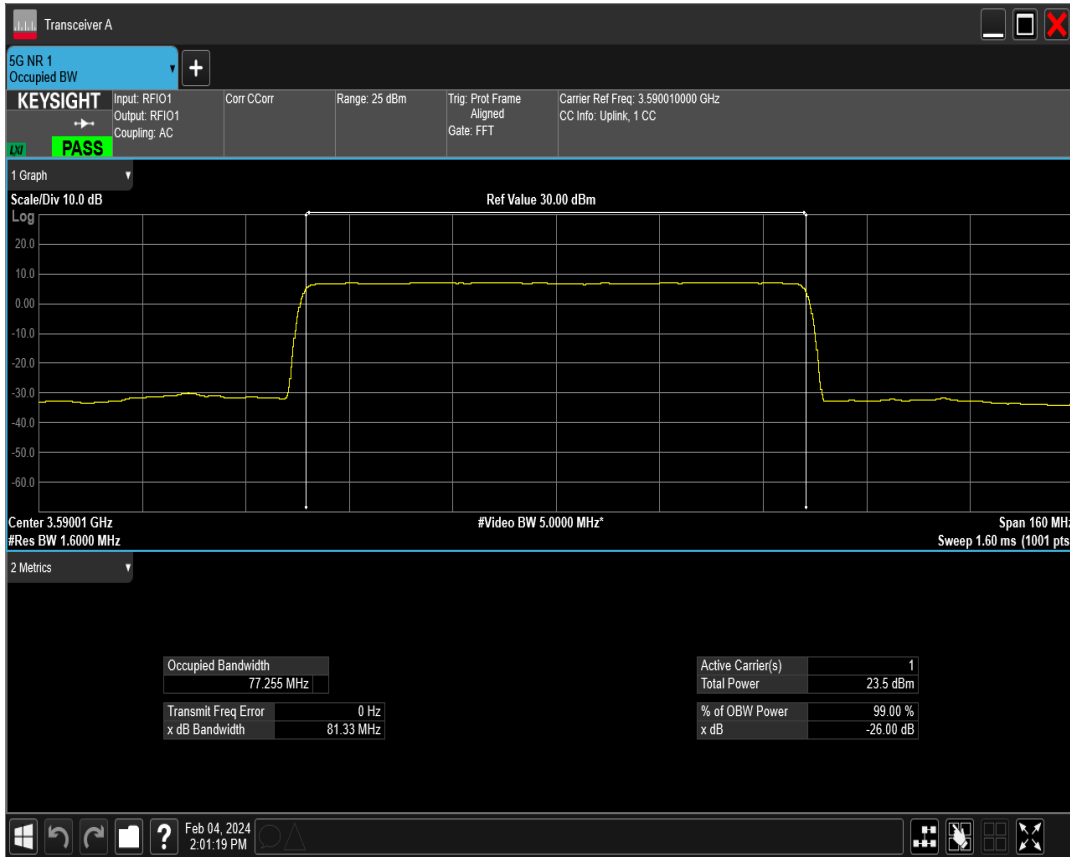 Transceiver A
5G NR 1
Occupied BW
KEYSIGHT
LXI
PASS
Input: RFIO1
Output: RFIO1
Coupling: AC
Corr CCorr
Range: 25 dBm
Trig: Prot Frame
Aligned
Gate: FFT
Carrier Ref Freq: 3.590010000 GHz
CC Info: Uplink, 1 CC
1 Graph
Scale/Div 10.0 dB
Ref Value 30.00 dBm
Log
20.0
10.0
0.00
-10.0
-20.0
-30.0
-40.0
-50.0
-60.0
Center 3.59001 GHz
#Video BW 5.0000 MHz*
Span 160 MHz
#Res BW 1.6000 MHz
Sweep 1.60 ms (1001 pts
2 Metrics
Occupied Bandwidth
77.255 MHz
Transmit Freq Error 0 Hz
x dB Bandwidth 81.33 MHz
Active Carrier(s) 1
Total Power 23.5 dBm
% of OBW Power 99.00 %
x dB -26.00 dB
?
Feb 04, 2024
2:01:19 PM